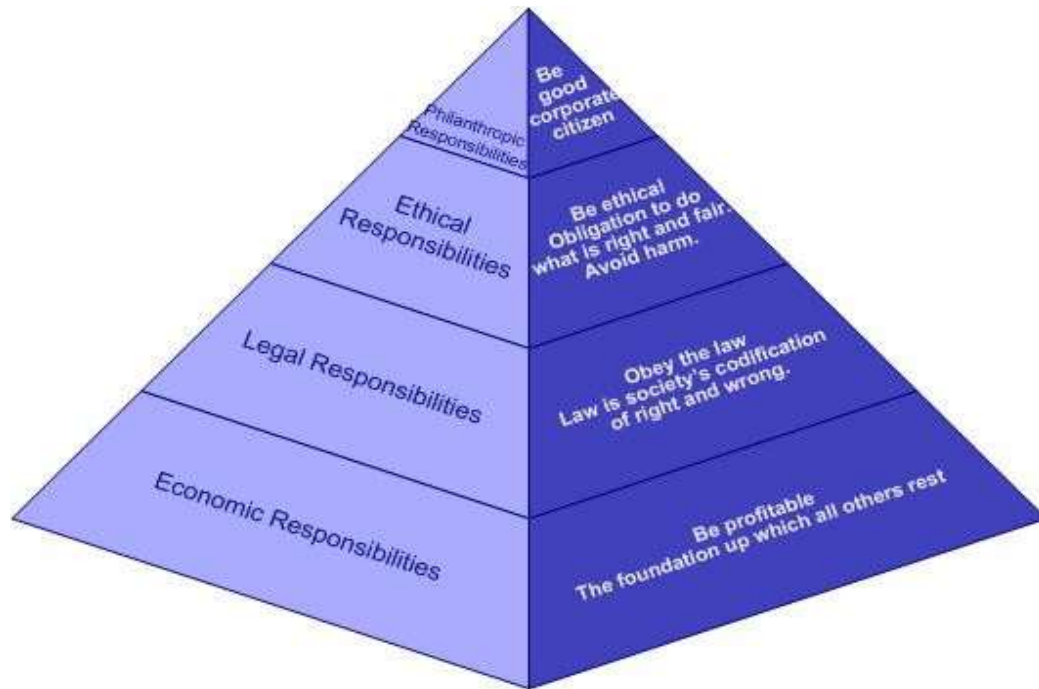 Philanthropic
Responsibilities
Be
good
corporate
citizen
Ethical
Responsibilities
Be ethical
Obligation to do
what is right and fair.
Avoid harm.
Legal Responsibilities
Obey the law
Law is society's codification
of right and wrong.
Economic Responsibilities
Be profitable
The foundation up which all others rest